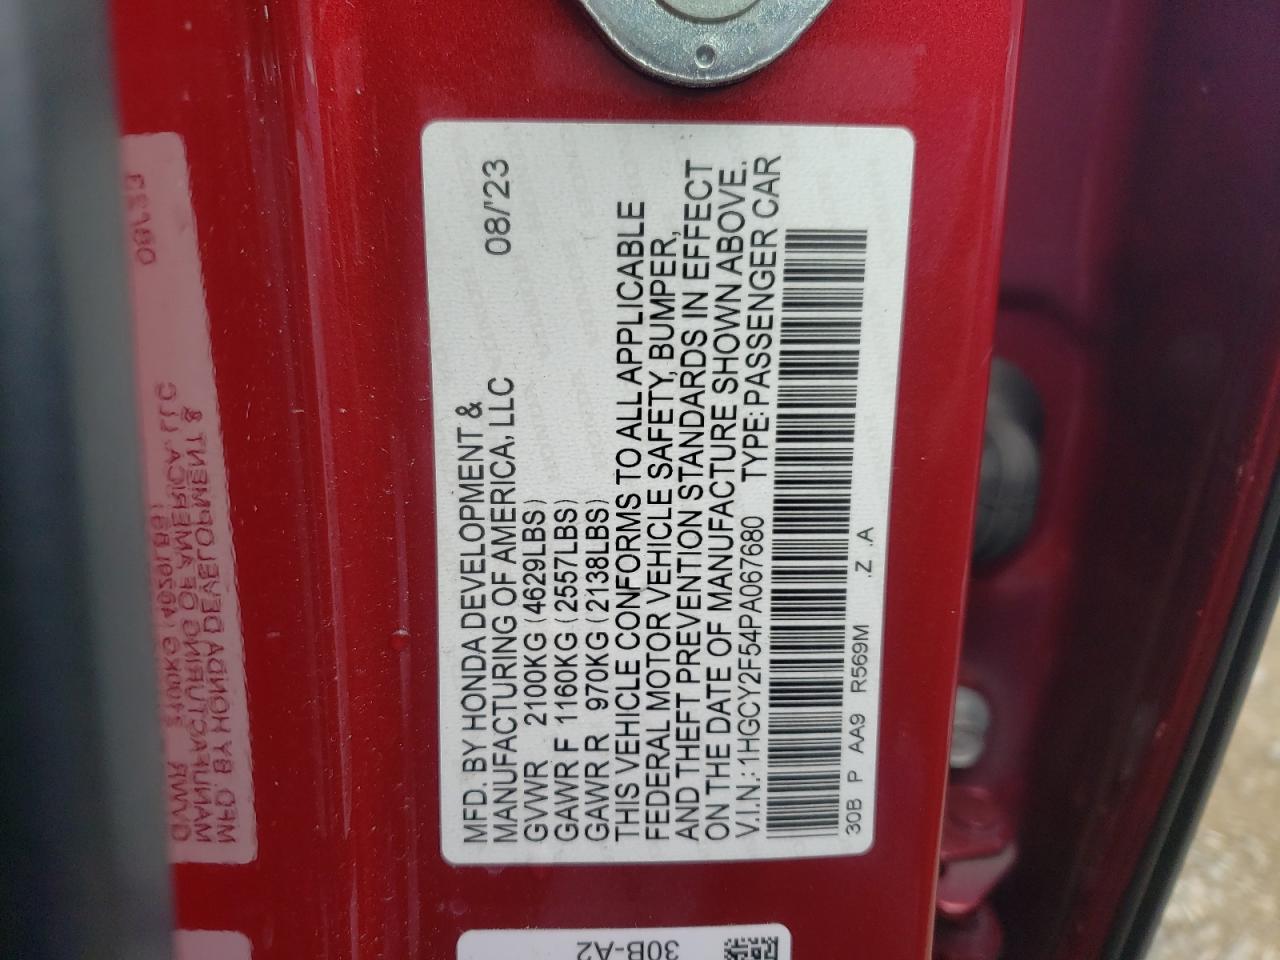 MFD. BY HONDA DEVELOPMENT &
MANUFACTURING OF AMERICA, LLC 08/'23
GVWR 2100KG (4629LBS)
GAWR F 1160KG (2557LBS)
GAWR R 970KG (2138LBS)
THIS VEHICLE CONFORMS TO ALL APPLICABLE
FEDERAL MOTOR VEHICLE SAFETY, BUMPER,
AND THEFT PREVENTION STANDARDS IN EFFECT
ON THE DATE OF MANUFACTURE SHOWN ABOVE.
V.I.N.: 1HGCY2F54PA067680 TYPE: PASSENGER CAR
30B P AA9 R569M .Z .A
30B-A2